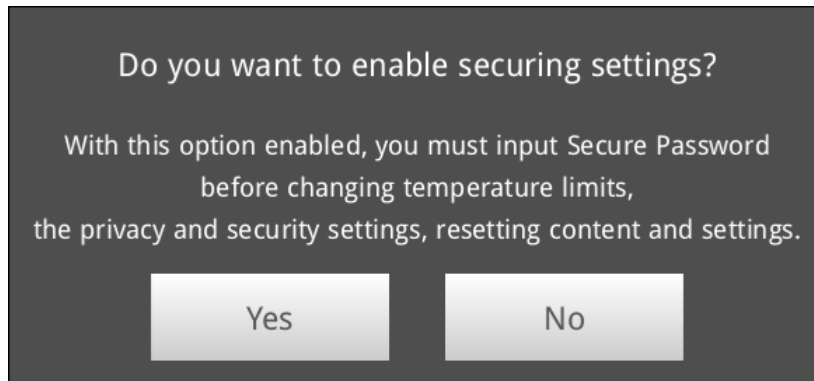 Do you want to enable securing settings?
With this option enabled, you must input Secure Password
before changing temperature limits,
the privacy and security settings, resetting content and settings.
Yes
No